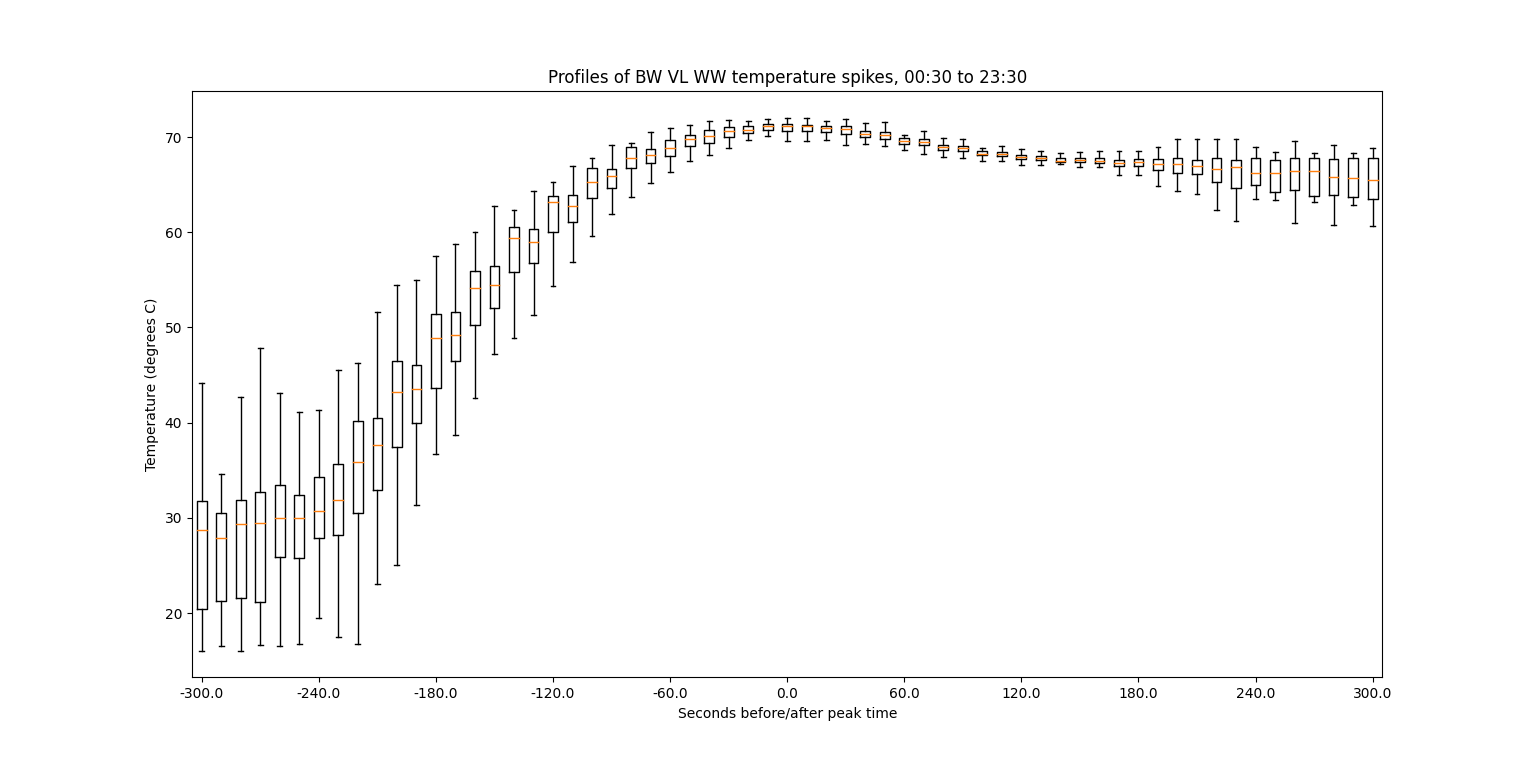 Profiles of BW VL WW temperature spikes, 00:30 to 23:30
Temperature (degrees C)
70
60
50
40
30
20
-300.0 -240.0 -180.0 -120.0 -60.0 0.0 60.0 120.0 180.0 240.0 300.0
Seconds before/after peak time